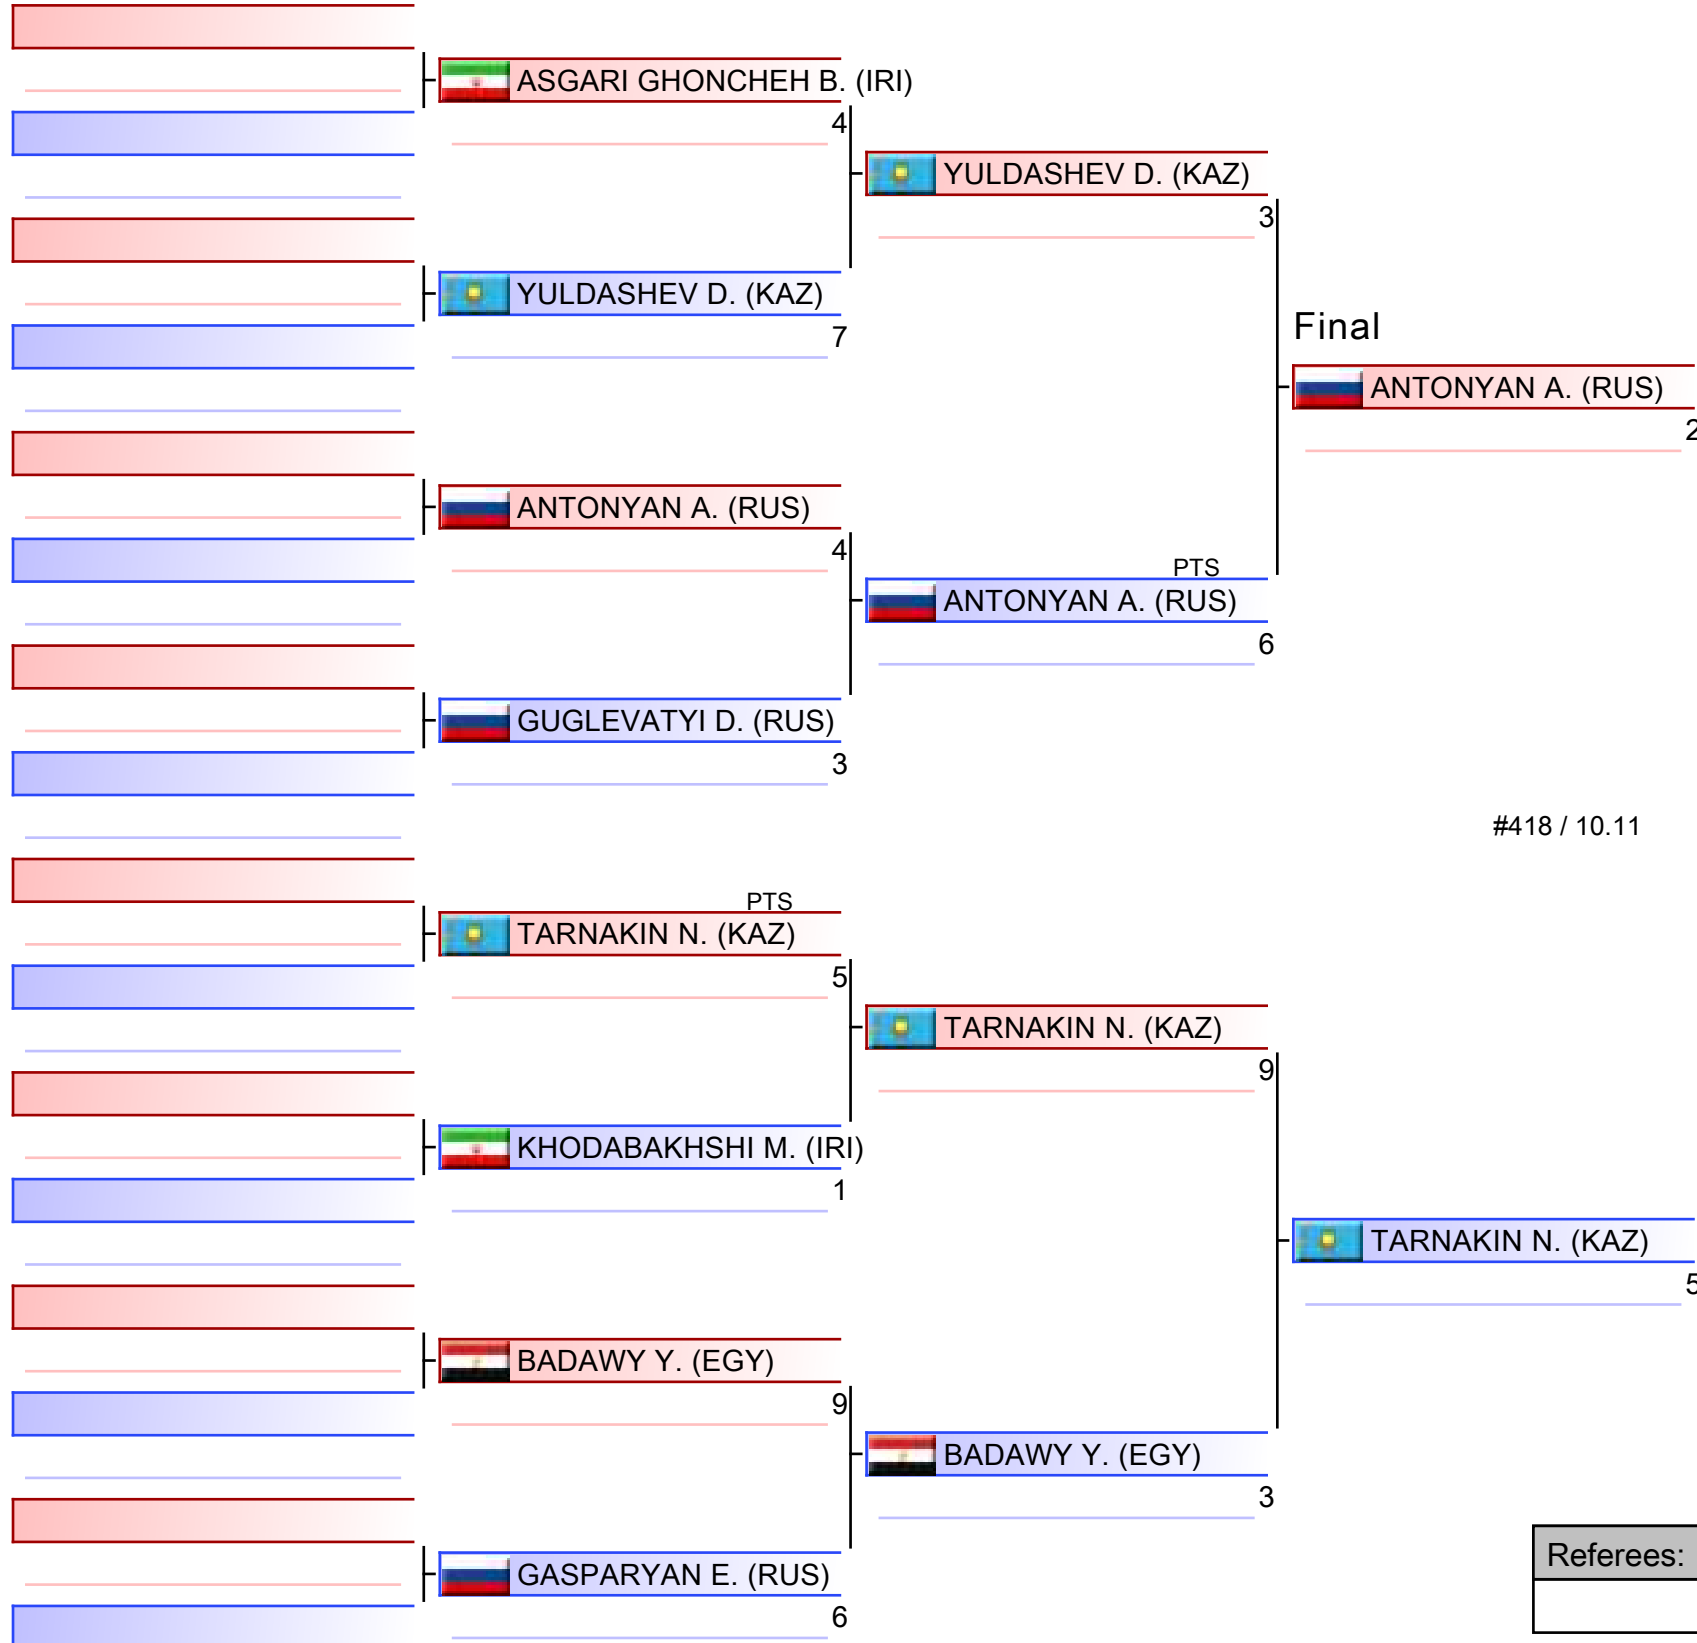 ASGARI GHONCHEH B. (IRI)
4
YULDASHEV D. (KAZ)
3
YULDASHEV D. (KAZ)
7
Final
ANTONYAN A. (RUS)
2
ANTONYAN A. (RUS)
4
PTS
ANTONYAN A. (RUS)
6
GUGLEVATYI D. (RUS)
3
#418 / 10.11
PTS
TARNAKIN N. (KAZ)
5
TARNAKIN N. (KAZ)
9
KHODABAKHSHI M. (IRI)
1
TARNAKIN N. (KAZ)
5
BADAWY Y. (EGY)
9
BADAWY Y. (EGY)
3
GASPARYAN E. (RUS)
6
Referees: